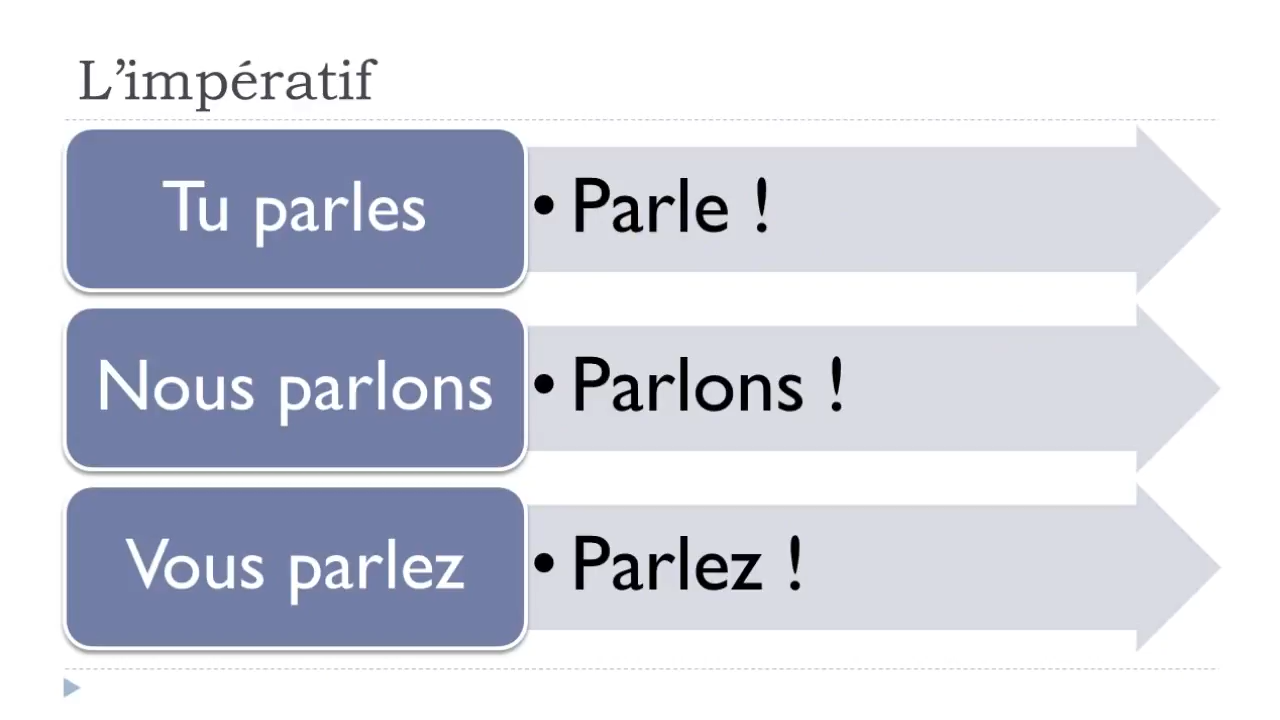 L’impératif
Tu parles
• Parle !
Nous parlons
• Parlons !
Vous parlez
• Parlez !